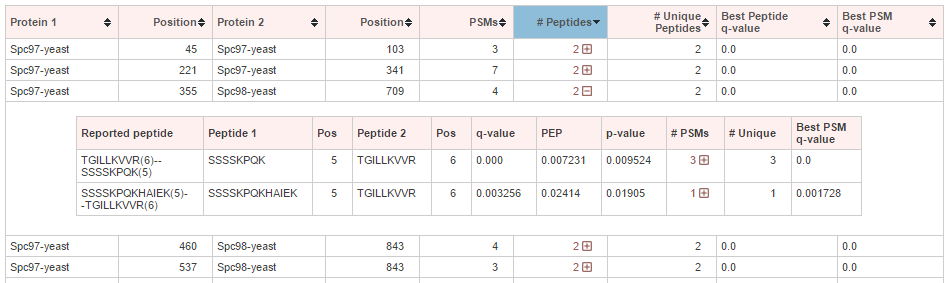 Protein 1 Position Protein 2 Position PSMs # Peptides # Unique Peptides Best Peptide q-value Best PSM q-value
Spc97-yeast 45 Spc97-yeast 103 3 2 2 0.0 0.0
Spc97-yeast 221 Spc97-yeast 341 7 2 2 0.0 0.0
Spc97-yeast 355 Spc98-yeast 709 4 2 2 0.0 0.0
Reported peptide Peptide 1 Pos Peptide 2 Pos q-value PEP p-value # PSMs # Unique Best PSM q-value
TGILLKVVR(6)-- SSSSKPQK 5 TGILLKVVR 6 0.000 0.007231 0.009524 3 3 0.0
SSSSKPQK(5)
SSSSKPQKHAIEK(5)- SSSSKPQKHAIEK 5 TGILLKVVR 6 0.003256 0.02414 0.01905 1 1 0.001728
-TGILLKVVR(6)
Spc97-yeast 460 Spc98-yeast 843 4 2 2 0.0 0.0
Spc97-yeast 537 Spc98-yeast 843 3 2 2 0.0 0.0